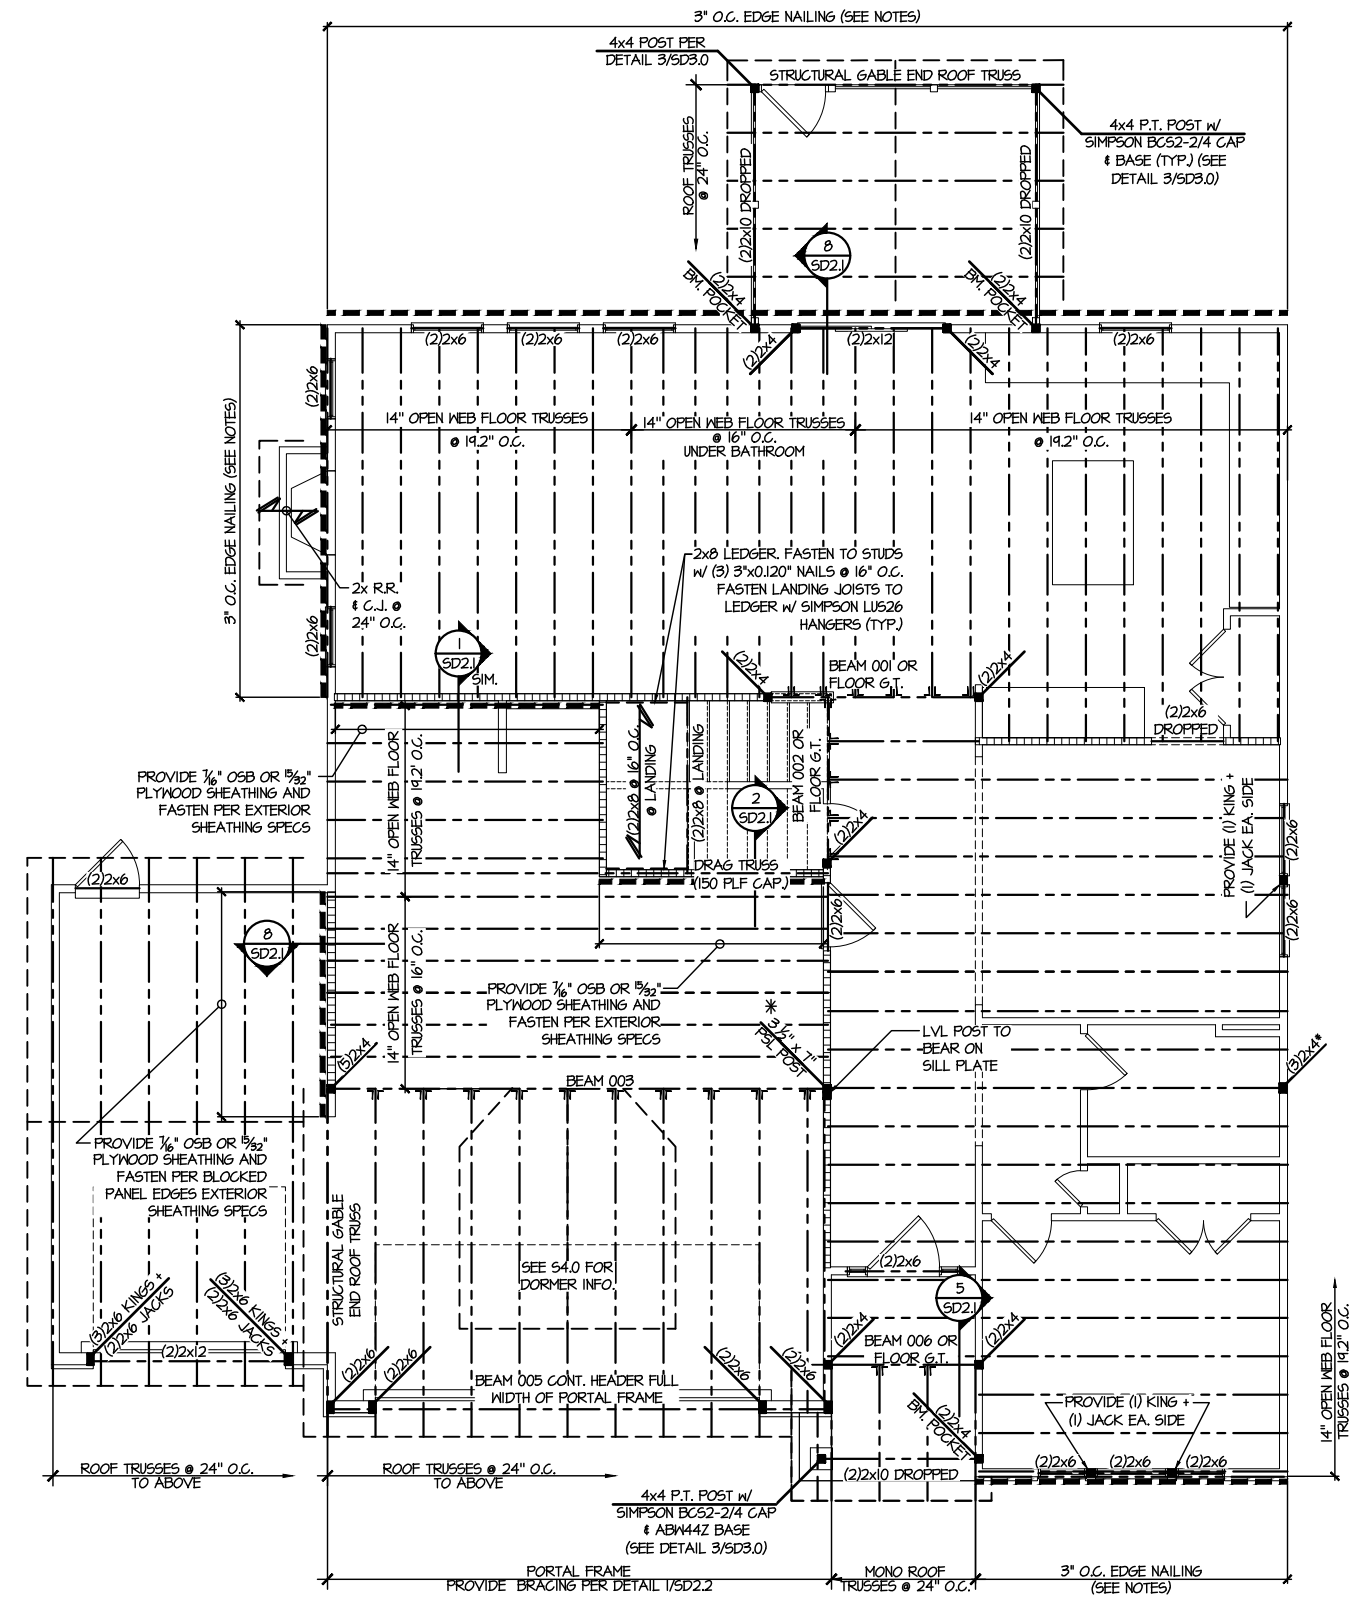 3" O.C. EDGE NAILING (SEE NOTES)
4x4 POST PER
DETAIL 3/SD3.0
STRUCTURAL GABLE END ROOF TRUSS
ROOF TRUSSES
@ 24" O.C.
(2)2x10 DROPPED
(2)2x10 DROPPED
4x4 P.T. POST W/
SIMPSON BCS2-2/4 CAP
& BASE (TYP.) (SEE
DETAIL 3/SD3.0)
8
SD2.1
(2)2x4
BM. POCKET
(2)2x4
BM. POCKET
(2)2x6
(2)2x6
(2)2x6
(2)2x4
(2)2x12
(2)2x4
(2)2x6
(2)2x6
3" O.C. EDGE NAILING (SEE NOTES)
14" OPEN WEB FLOOR TRUSSES
@ 19.2" O.C.
14" OPEN WEB FLOOR TRUSSES
@ 16" O.C.
UNDER BATHROOM
14" OPEN WEB FLOOR TRUSSES
@ 19.2" O.C.
2x R.R.
& C.J. @
24" O.C.
2x8 LEDGER. FASTEN TO STUDS
W/ (3) 3"x0.120" NAILS @ 16" O.C.
FASTEN LANDING JOISTS TO
LEDGER W/ SIMPSON LUS26
HANGERS (TYP.)
(2)2x6
1
SD2.1
SIM.
(2)2x4
BEAM 001 OR
FLOOR G.T.
(2)2x4
(2)2x6
DROPPED
PROVIDE 7/16" OSB OR 15/32"
PLYWOOD SHEATHING AND
FASTEN PER EXTERIOR
SHEATHING SPECS
14" OPEN WEB FLOOR
TRUSSES @ 19.2' O.C.
(2)2x8 @ 16" O.C.
@ LANDING
(2)2x8 @ LANDING
BEAM 002 OR
FLOOR G.T.
2
SD2.1
(2)2x4
PROVIDE (1) KING +
(1) JACK EA. SIDE
(2)2x6
(2)2x6
DRAG TRUSS
(150 PLF CAP.)
(2)2x6
(2)2x6
8
SD2.1
14" OPEN WEB FLOOR
TRUSSES @ 16" O.C.
PROVIDE 7/16" OSB OR 15/32"
PLYWOOD SHEATHING AND
FASTEN PER EXTERIOR
SHEATHING SPECS
*
3 1/2" x 7"
PSL POST
LVL POST TO
BEAR ON
SILL PLATE
(5)2x4
BEAM 003
(3)2x4*
PROVIDE 7/16" OSB OR 15/32"
PLYWOOD SHEATHING AND
FASTEN PER BLOCKED
PANEL EDGES EXTERIOR
SHEATHING SPECS
STRUCTURAL GABLE
END ROOF TRUSS
SEE S4.0 FOR
DORMER INFO.
(2)2x6
5
SD2.1
(3)2x6 KINGS +
(2)2x6 JACKS
(3)2x6 KINGS +
(2)2x6 JACKS
(2)2x12
(2)2x4
BEAM 006 OR
FLOOR G.T.
(2)2x4
14" OPEN WEB FLOOR
TRUSSES @ 19.2" O.C.
(2)2x6
(2)2x6
BEAM 005 CONT. HEADER FULL
WIDTH OF PORTAL FRAME
(2)2x6
(2)2x6
(2)2x4
BM. POCKET
PROVIDE (1) KING +
(1) JACK EA. SIDE
(2)2x6
(2)2x6
(2)2x6
ROOF TRUSSES @ 24" O.C.
TO ABOVE
ROOF TRUSSES @ 24" O.C.
TO ABOVE
(2)2x10 DROPPED
4x4 P.T. POST W/
SIMPSON BCS2-2/4 CAP
& ABW44Z BASE
(SEE DETAIL 3/SD3.0)
PORTAL FRAME
PROVIDE BRACING PER DETAIL 1/SD2.2
MONO ROOF
TRUSSES @ 24" O.C.
3" O.C. EDGE NAILING
(SEE NOTES)